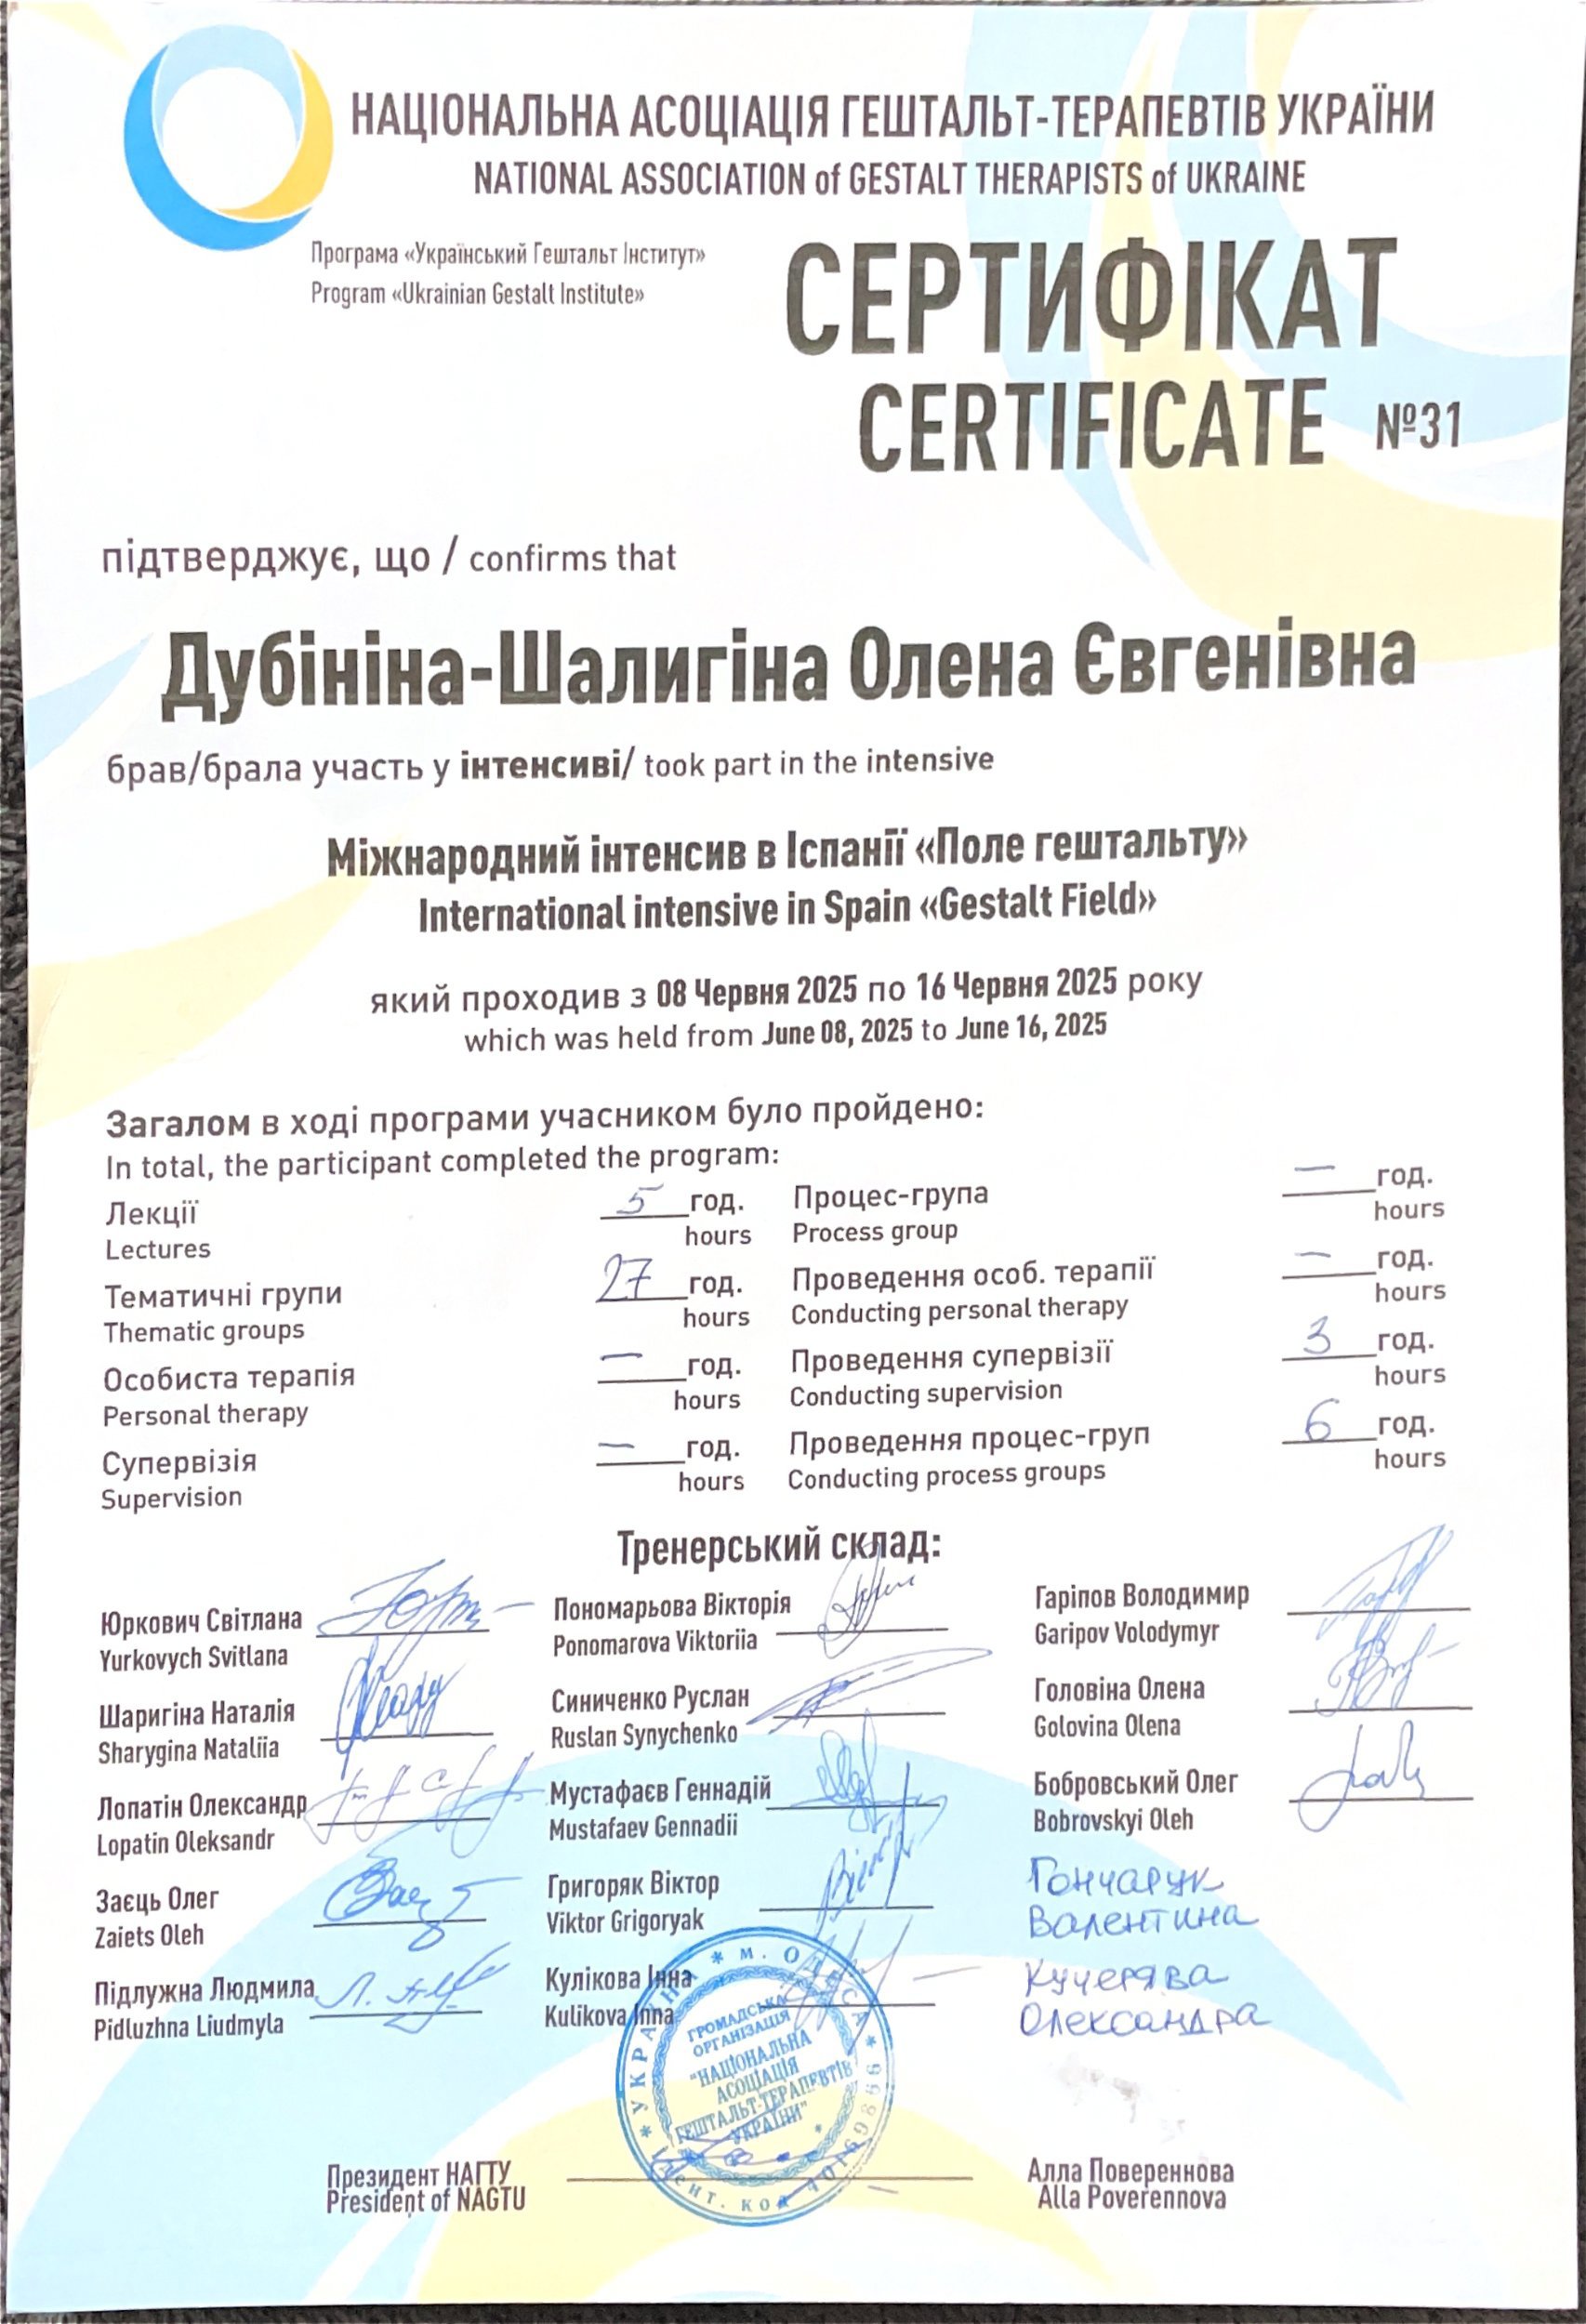 НАЦІОНАЛЬНА АСОЦІАЦІЯ ГЕШТАЛЬТ-ТЕРАПЕВТІВ УКРАЇНИ
NATIONAL ASSOCIATION of GESTALT THERAPISTS of UKRAINE
Програма «Український Гештальт Інститут»
Program «Ukrainian Gestalt Institute»
СЕРТИФІКАТ
CERTIFICATE №31
підтверджує, що / confirms that
Дубініна-Шалигіна Олена Євгенівна
брав/брала участь у інтенсиві/ took part in the intensive
Міжнародний інтенсив в Іспанії «Поле гештальту»
International intensive in Spain «Gestalt Field»
який проходив з 08 Червня 2025 по 16 Червня 2025 року
which was held from June 08, 2025 to June 16, 2025
Загалом в ході програми учасником було пройдено:
In total, the participant completed the program:
Лекції 5 год.
Lectures hours
Тематичні групи 27 год.
Thematic groups hours
Особиста терапія — год.
Personal therapy hours
Супервізія — год.
Supervision hours
Процес-група — год.
Process group hours
Проведення особ. терапії — год.
Conducting personal therapy hours
Проведення супервізії 3 год.
Conducting supervision hours
Проведення процес-груп 6 год.
Conducting process groups hours
Тренерський склад:
Юркович Світлана
Yurkovych Svitlana
Шаригіна Наталія
Sharygina Nataliia
Лопатін Олександр
Lopatin Oleksandr
Заєць Олег
Zaiets Oleh
Підлужна Людмила
Pidluzhna Liudmyla
Пономарьова Вікторія
Ponomarova Viktoriia
Синиченко Руслан
Ruslan Synychenko
Мустафаєв Геннадій
Mustafaev Gennadii
Григоряк Віктор
Viktor Grigoryak
Кулікова Інна
Kulikova Inna
Гаріпов Володимир
Garipov Volodymyr
Головіна Олена
Golovina Olena
Бобровський Олег
Bobrovskyi Oleh
Гончарук
Валентина
Кучерява
Олександра
* УКРАЇНА * м. ОДЕСА *
ГРОМАДСЬКА
ОРГАНІЗАЦІЯ
"НАЦІОНАЛЬНА
АСОЦІАЦІЯ
ГЕШТАЛЬТ-ТЕРАПЕВТІВ
УКРАЇНИ"
Ідент. код 40169866
Президент НАГТУ
President of NAGTU
Алла Повереннова
Alla Poverennova